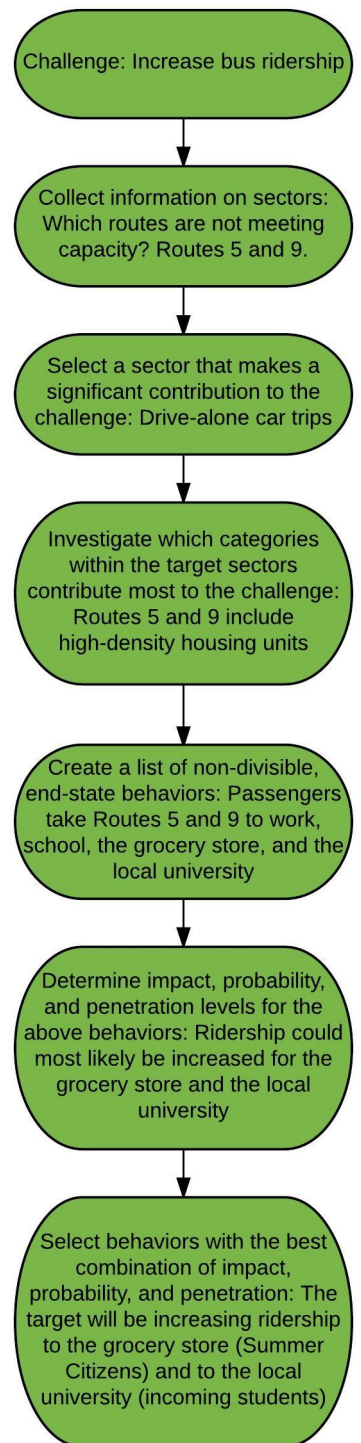 Challenge: Increase bus ridership
Collect information on sectors:
Which routes are not meeting
capacity? Routes 5 and 9.
Select a sector that makes a
significant contribution to the
challenge: Drive-alone car trips
Investigate which categories
within the target sectors
contribute most to the challenge:
Routes 5 and 9 include
high-density housing units
Create a list of non-divisible,
end-state behaviors: Passengers
take Routes 5 and 9 to work,
school, the grocery store, and the
local university
Determine impact, probability,
and penetration levels for the
above behaviors: Ridership could
most likely be increased for the
grocery store and the local
university
Select behaviors with the best
combination of impact,
probability, and penetration: The
target will be increasing ridership
to the grocery store (Summer
Citizens) and to the local
university (incoming students)